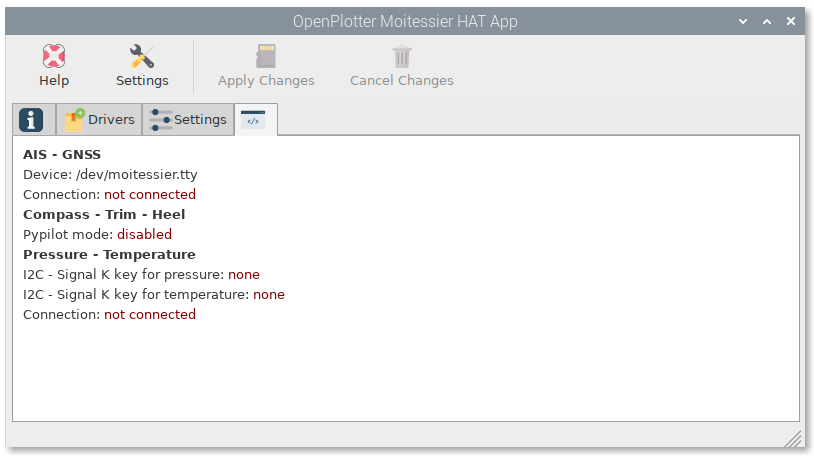 OpenPlotter Moitessier HAT App
Help Settings Apply Changes Cancel Changes
i Drivers Settings </>
AIS - GNSS
Device: /dev/moitessier.tty
Connection: not connected
Compass - Trim - Heel
Pypilot mode: disabled
Pressure - Temperature
I2C - Signal K key for pressure: none
I2C - Signal K key for temperature: none
Connection: not connected